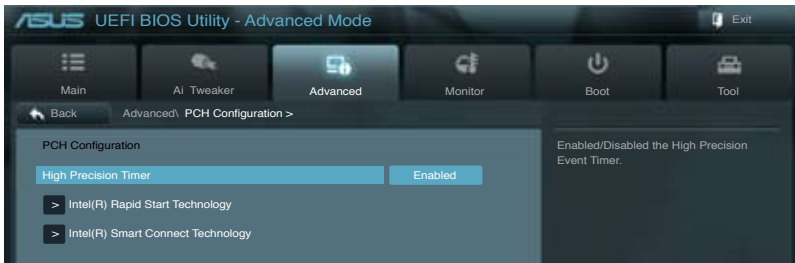 ASUS UEFI BIOS Utility - Advanced Mode
Exit
Main
Ai Tweaker
Advanced
Monitor
Boot
Tool
Back
Advanced\ PCH Configuration >
PCH Configuration
High Precision Timer
Enabled
> Intel(R) Rapid Start Technology
> Intel(R) Smart Connect Technology
Enabled/Disabled the High Precision
Event Timer.